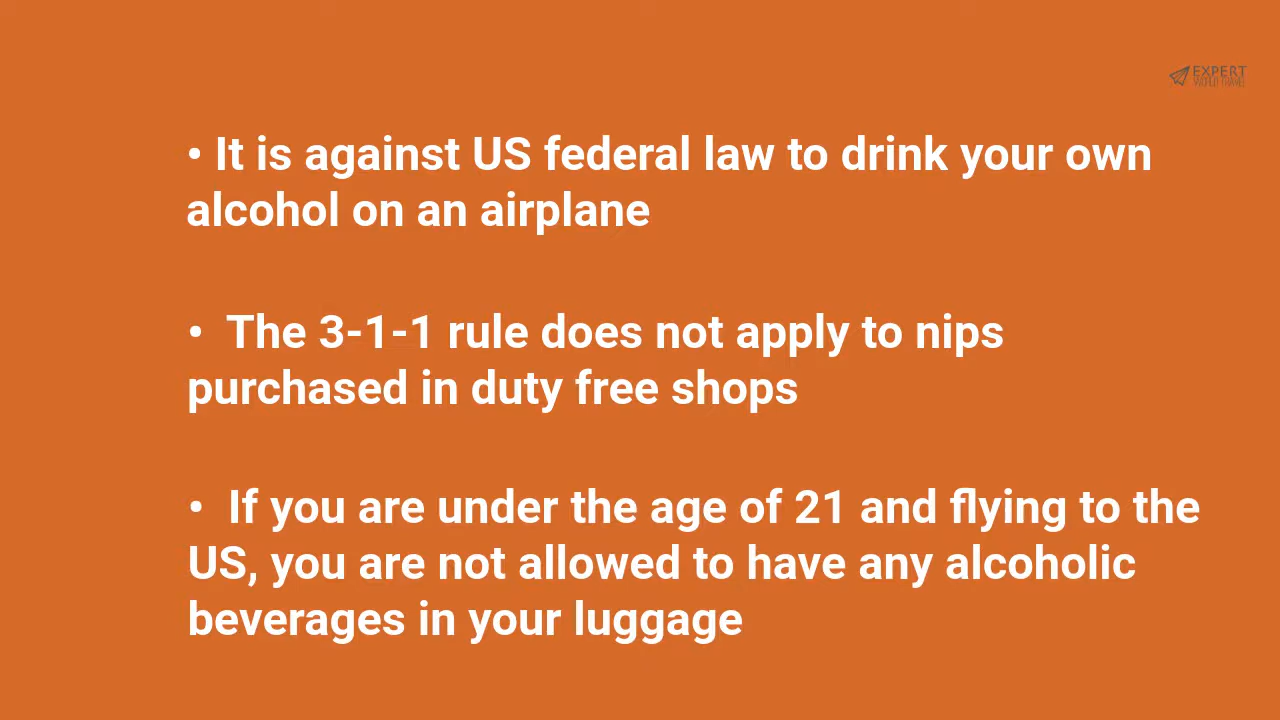 EXPERT
WORLD TRAVEL
• It is against US federal law to drink your own
alcohol on an airplane
• The 3-1-1 rule does not apply to nips
purchased in duty free shops
• If you are under the age of 21 and flying to the
US, you are not allowed to have any alcoholic
beverages in your luggage